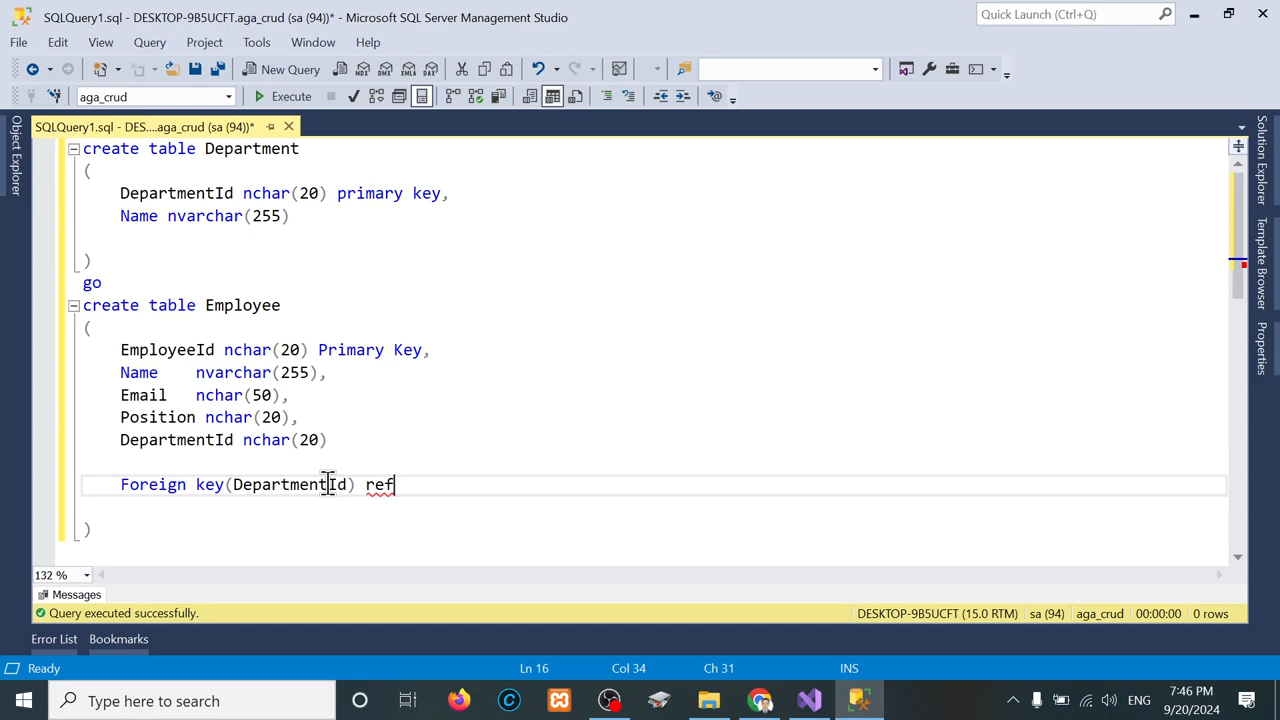 SQLQuery1.sql - DESKTOP-9B5UCFT.aga_crud (sa (94))* - Microsoft SQL Server Management Studio
Quick Launch (Ctrl+Q)
File Edit View Query Project Tools Window Help
New Query MDX DMX XMLA DAX
aga_crud Execute
SQLQuery1.sql - DES....aga_crud (sa (94))*
Object Explorer
Solution Explorer
Template Browser
Properties
create table Department
(
DepartmentId nchar(20) primary key,
Name nvarchar(255)
)
go
create table Employee
(
EmployeeId nchar(20) Primary Key,
Name nvarchar(255),
Email nchar(50),
Position nchar(20),
DepartmentId nchar(20)
Foreign key(DepartmentId) ref
)
132 %
Messages
Query executed successfully. DESKTOP-9B5UCFT (15.0 RTM) sa (94) aga_crud 00:00:00 0 rows
Error List Bookmarks
Ready Ln 16 Col 34 Ch 31 INS
Type here to search
ENG
7:46 PM
9/20/2024